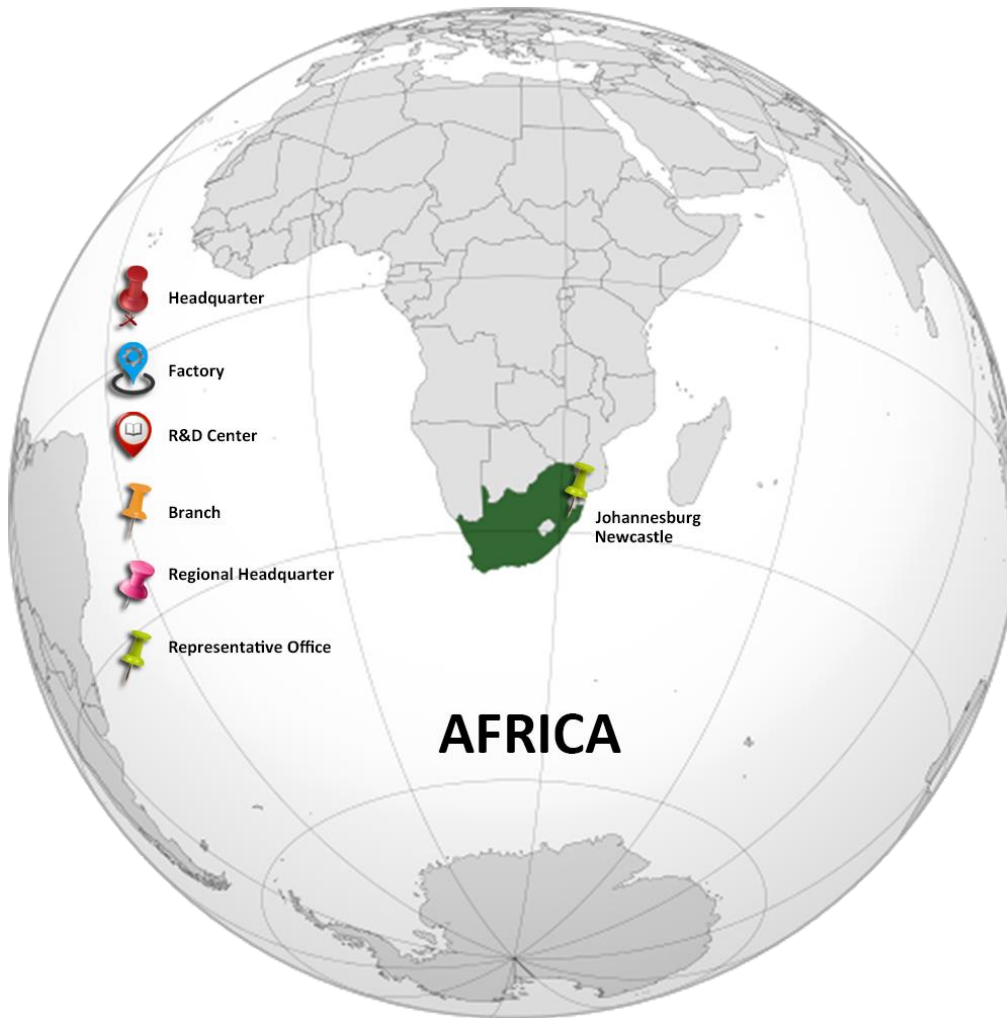 Headquarter
Factory
R&D Center
Branch
Regional Headquarter
Representative Office
Johannesburg
Newcastle
AFRICA